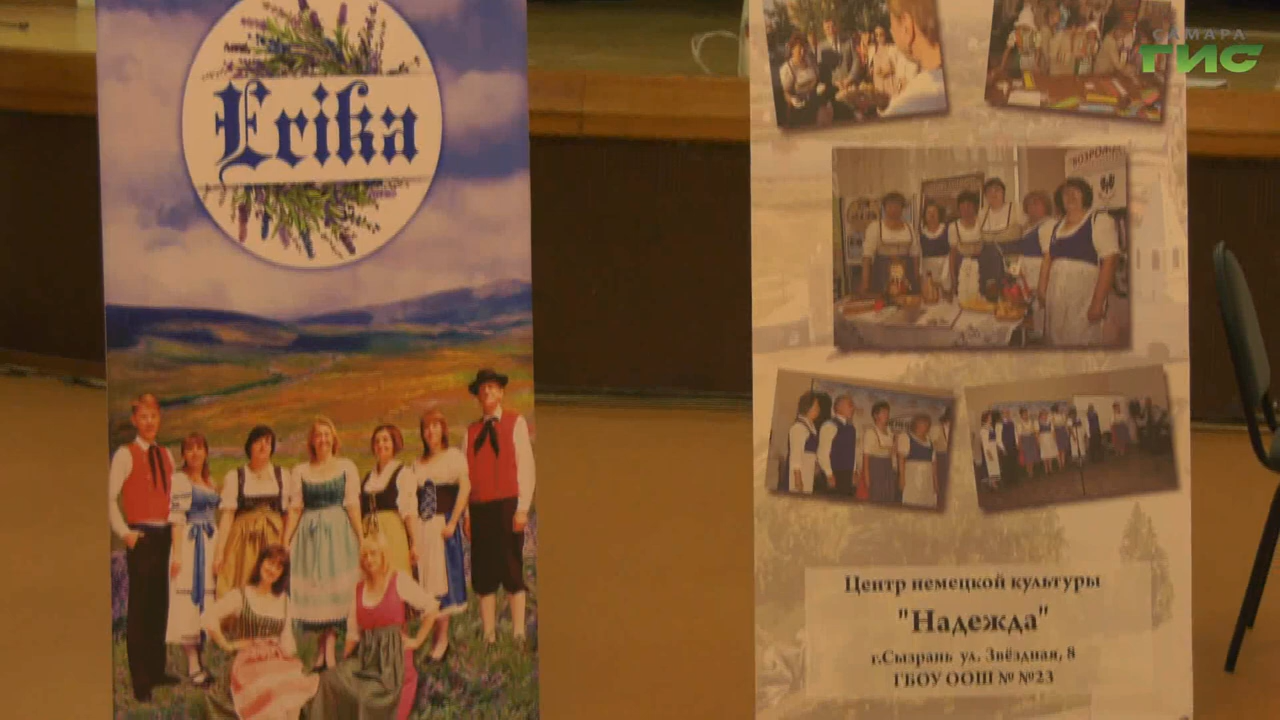 Erika
САМАРА
ГИС
Центр немецкой культуры
"Надежда"
г.Сызрань ул. Звёздная, 8
ГБОУ ООШ № №23